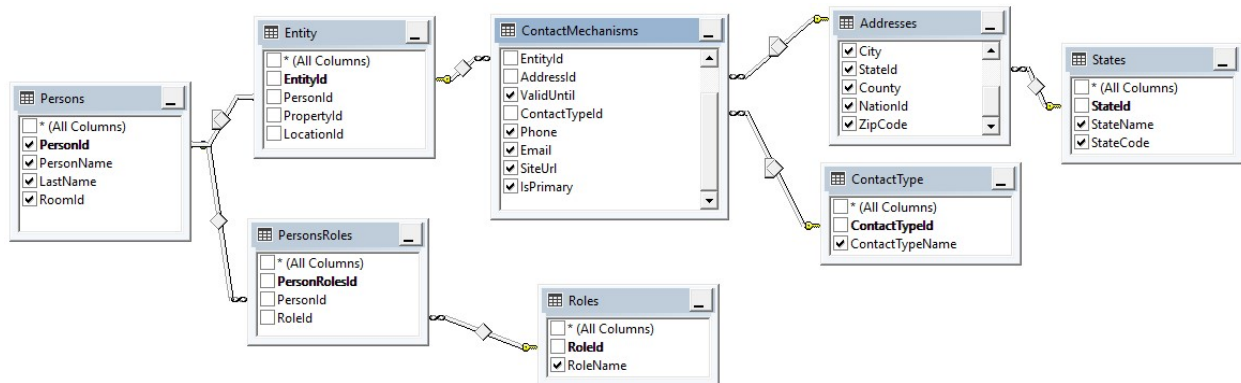 Persons
* (All Columns)
PersonId
PersonName
LastName
RoomId
Entity
* (All Columns)
EntityId
PersonId
PropertyId
LocationId
PersonsRoles
* (All Columns)
PersonRolesId
PersonId
RoleId
ContactMechanisms
EntityId
AddressId
ValidUntil
ContactTypeId
Phone
Email
SiteUrl
IsPrimary
Roles
* (All Columns)
RoleId
RoleName
Addresses
City
StateId
County
NationId
ZipCode
ContactType
* (All Columns)
ContactTypeId
ContactTypeName
States
* (All Columns)
StateId
StateName
StateCode